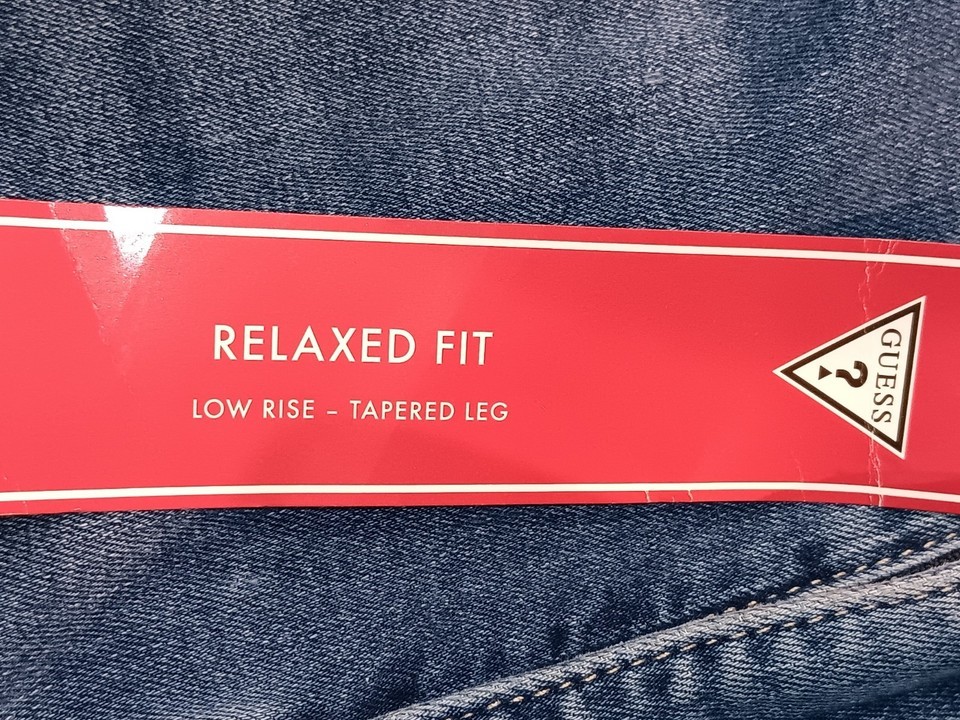 RELAXED FIT
LOW RISE – TAPERED LEG
GUESS
?